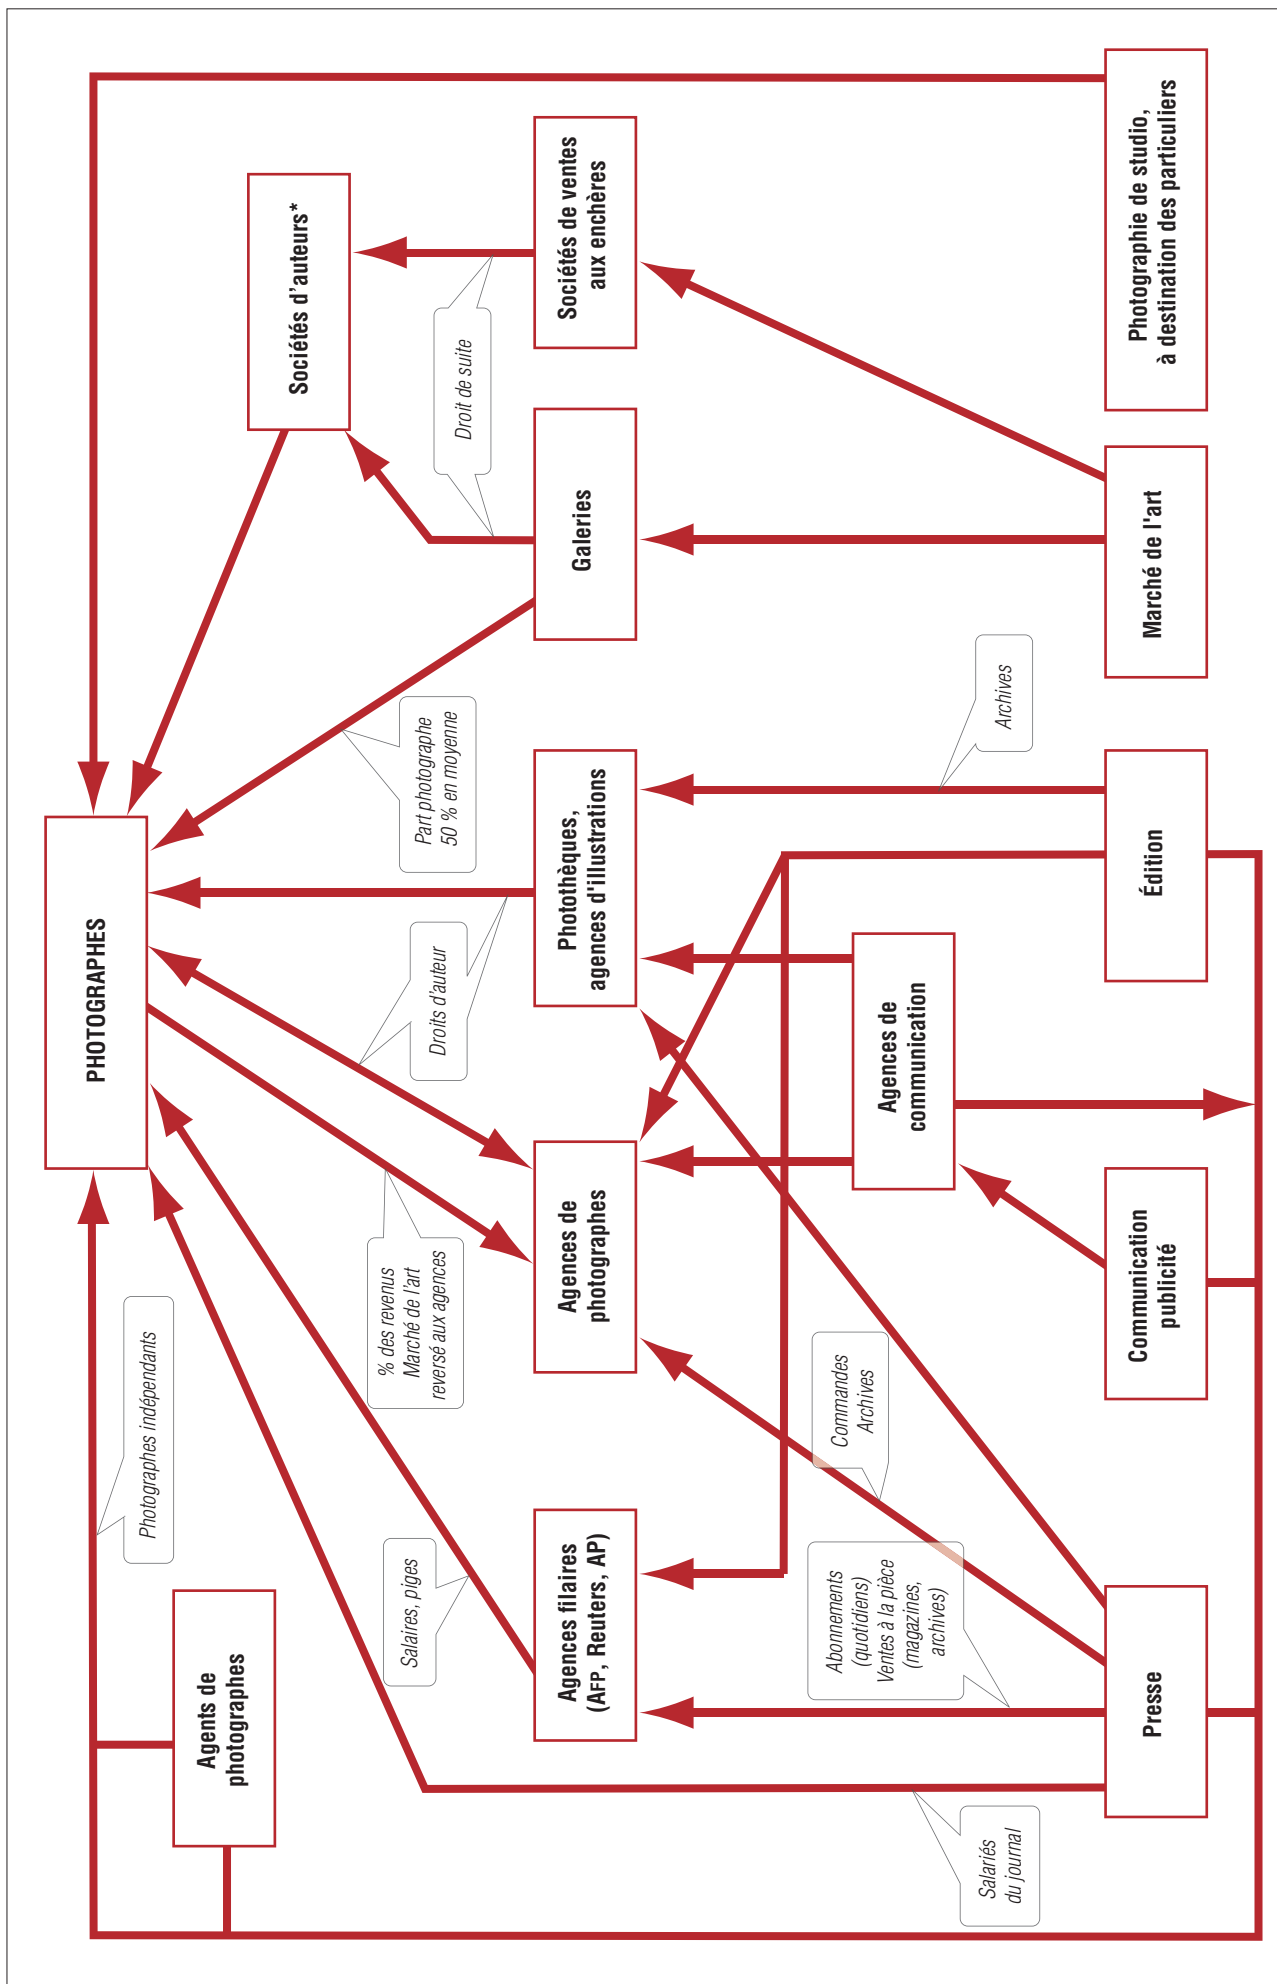 PHOTOGRAPHES
Agents de
photographes
Photographes indépendants
Sociétés d'auteurs*
Salaires, piges
% des revenus
Marché de l'art
reversé aux agences
Droits d'auteur
Part photographe
50 % en moyenne
Droit de suite
Agences filaires
(AFP, Reuters, AP)
Agences de
photographes
Photothèques,
agences d'illustrations
Galeries
Sociétés de ventes
aux enchères
Abonnements
(quotidiens)
Ventes à la pièce
(magazines,
archives)
Commandes
Archives
Agences de
communication
Archives
Salariés
du journal
Presse
Communication
publicité
Édition
Marché de l'art
Photographie de studio,
à destination des particuliers